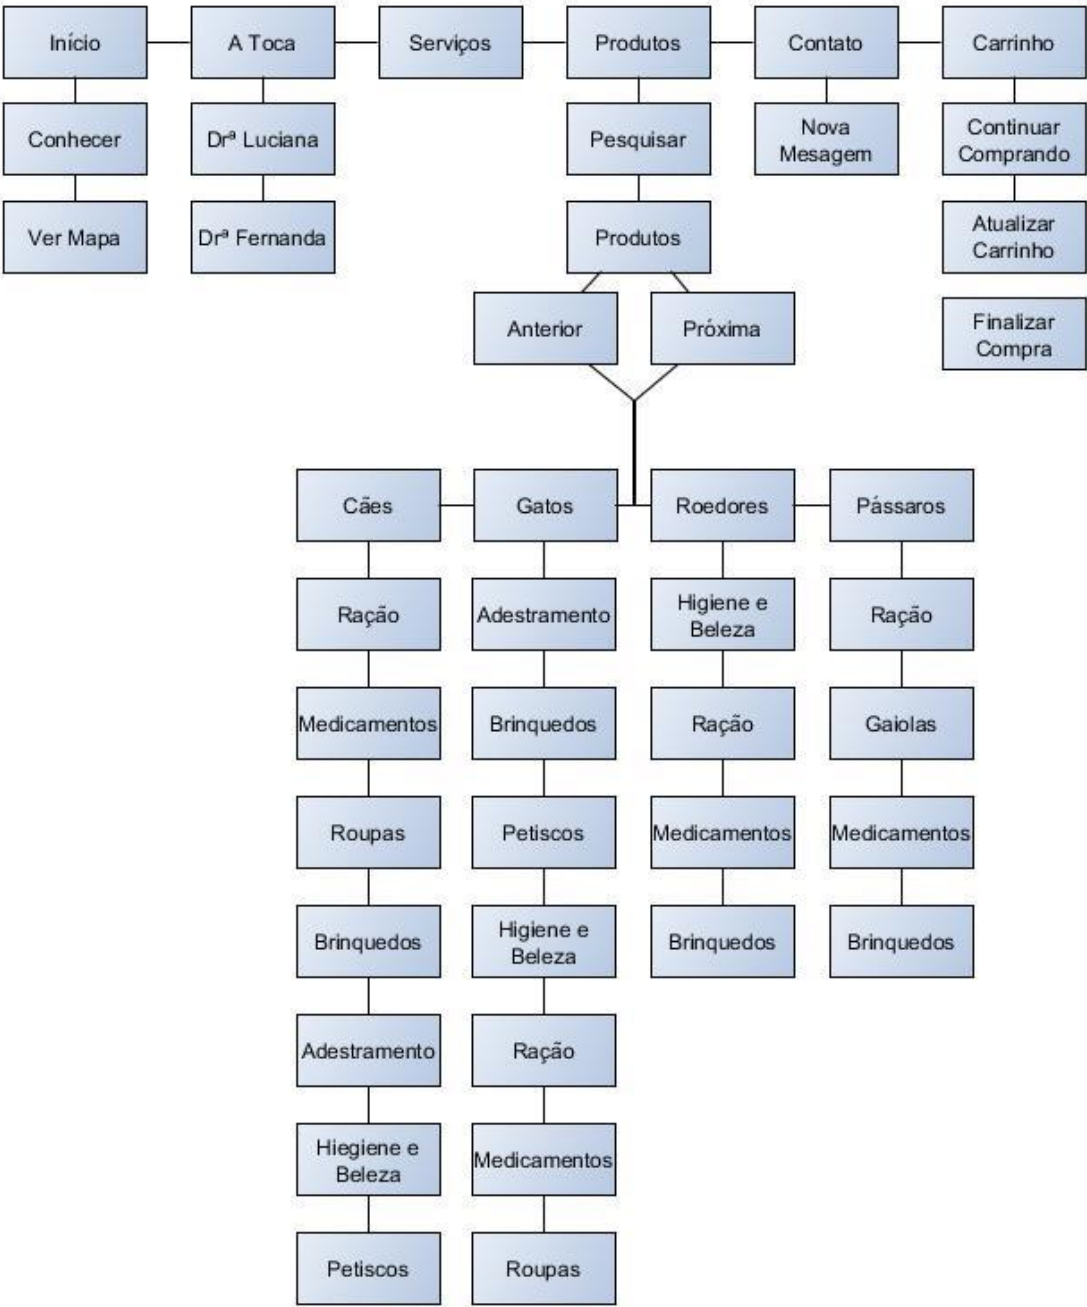 Início
A Toca
Serviços
Produtos
Contato
Carrinho
Conhecer
Drª Luciana
Pesquisar
Nova
Mesagem
Continuar
Comprando
Ver Mapa
Drª Fernanda
Produtos
Atualizar
Carrinho
Anterior
Próxima
Finalizar
Compra
Cães
Gatos
Roedores
Pássaros
Ração
Adestramento
Higiene e
Beleza
Ração
Medicamentos
Brinquedos
Ração
Gaiolas
Roupas
Petiscos
Medicamentos
Medicamentos
Brinquedos
Higiene e
Beleza
Brinquedos
Brinquedos
Adestramento
Ração
Hiegiene e
Beleza
Medicamentos
Petiscos
Roupas